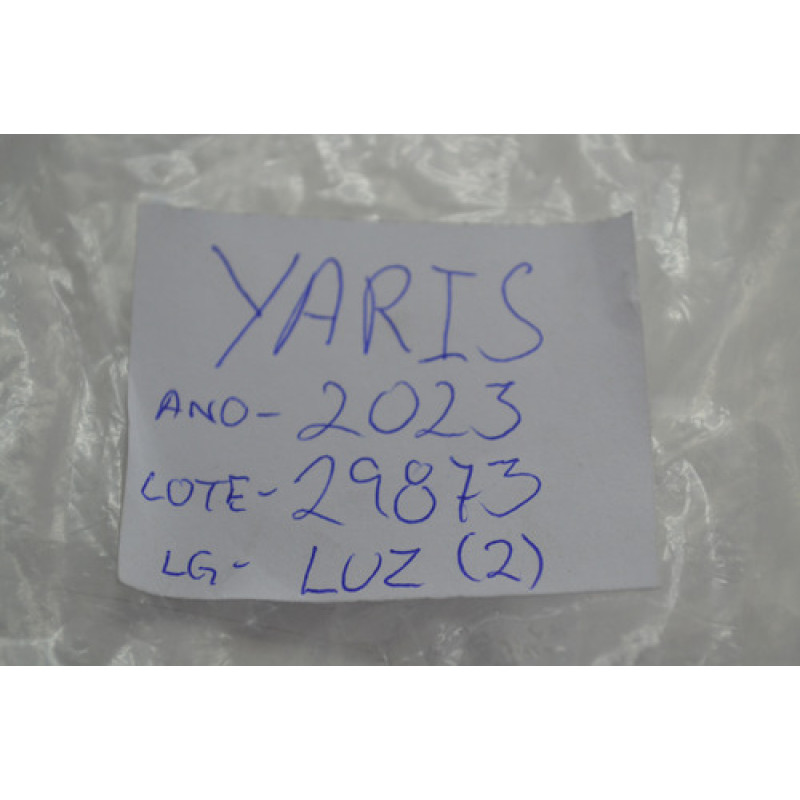 YARIS
ANO- 2023
LOTE- 29873
LG- LUZ (2)